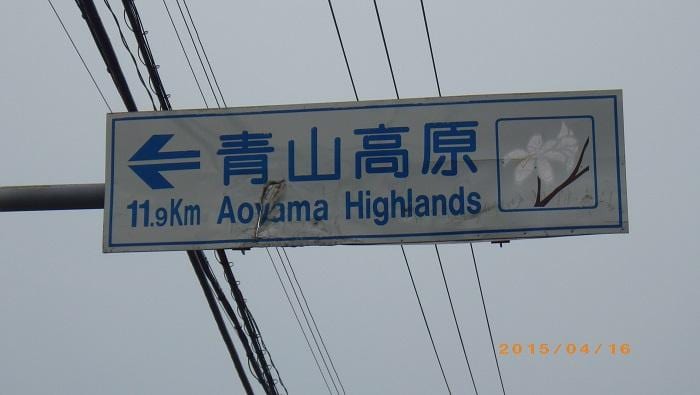 青山高原
11.9Km Aoyama Highlands
2015/04/16